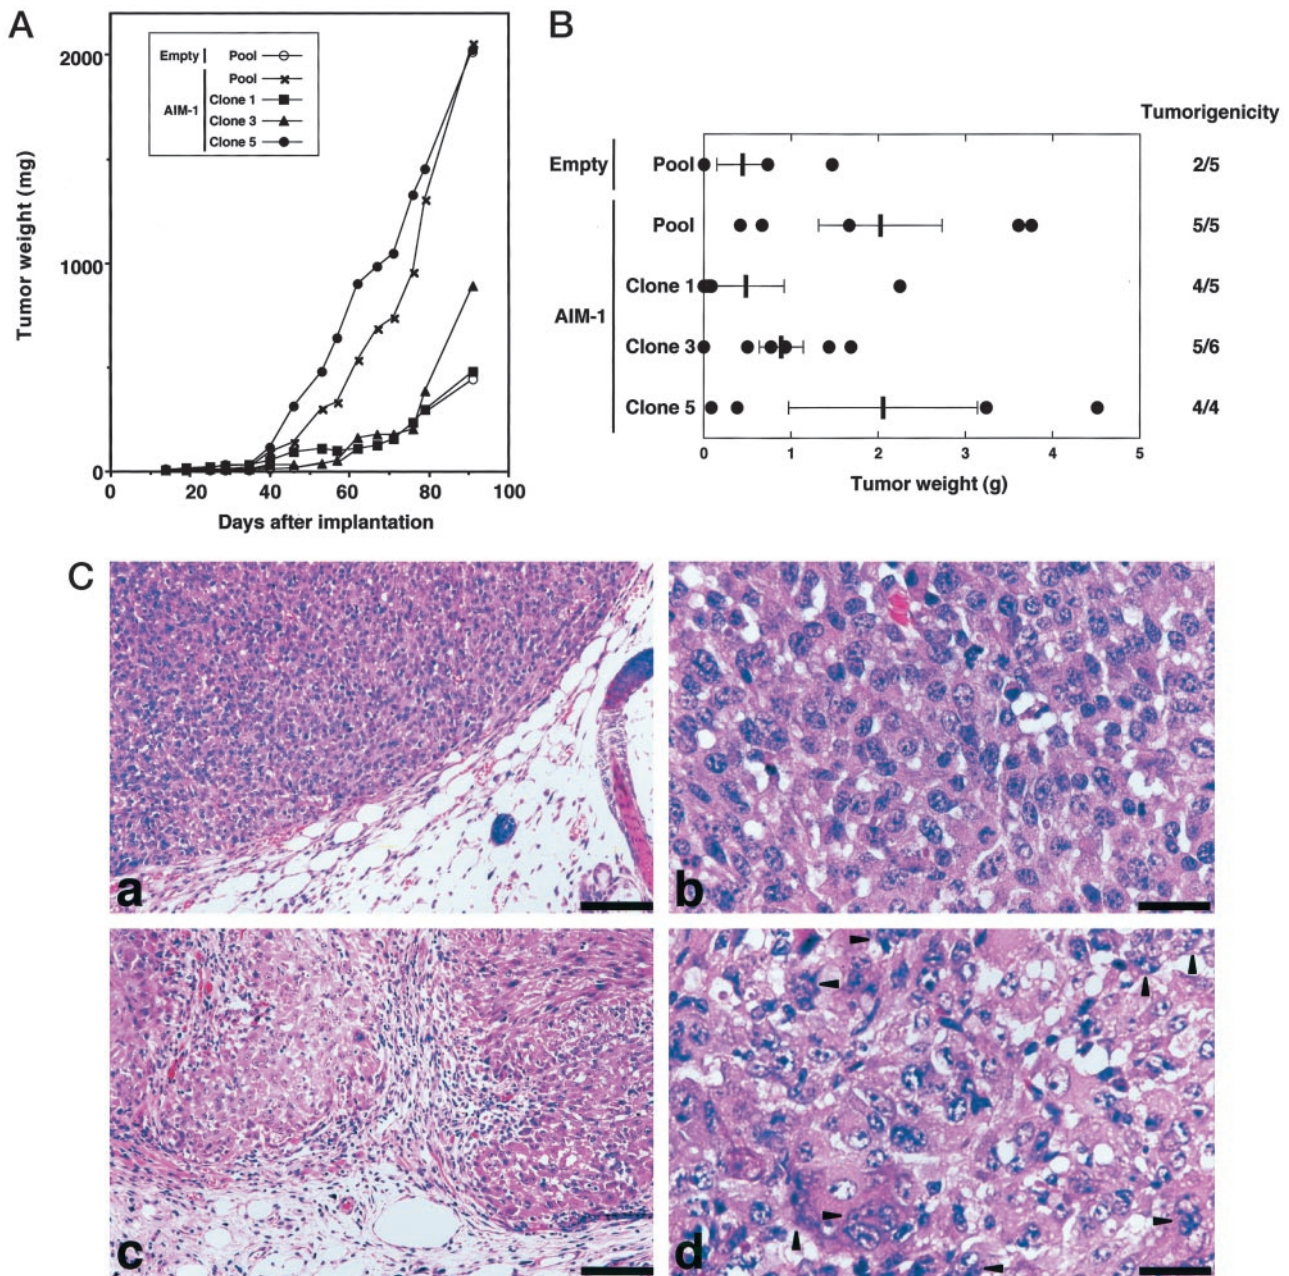 A
Tumor weight (mg)
2000
1000
0
Empty
Pool
AIM-1
Pool
Clone 1
Clone 3
Clone 5
0 20 40 60 80 100
Days after implantation
B
Tumorigenicity
Empty
Pool
2/5
AIM-1
Pool
5/5
Clone 1
4/5
Clone 3
5/6
Clone 5
4/4
0 1 2 3 4 5
Tumor weight (g)
C
a
b
c
d